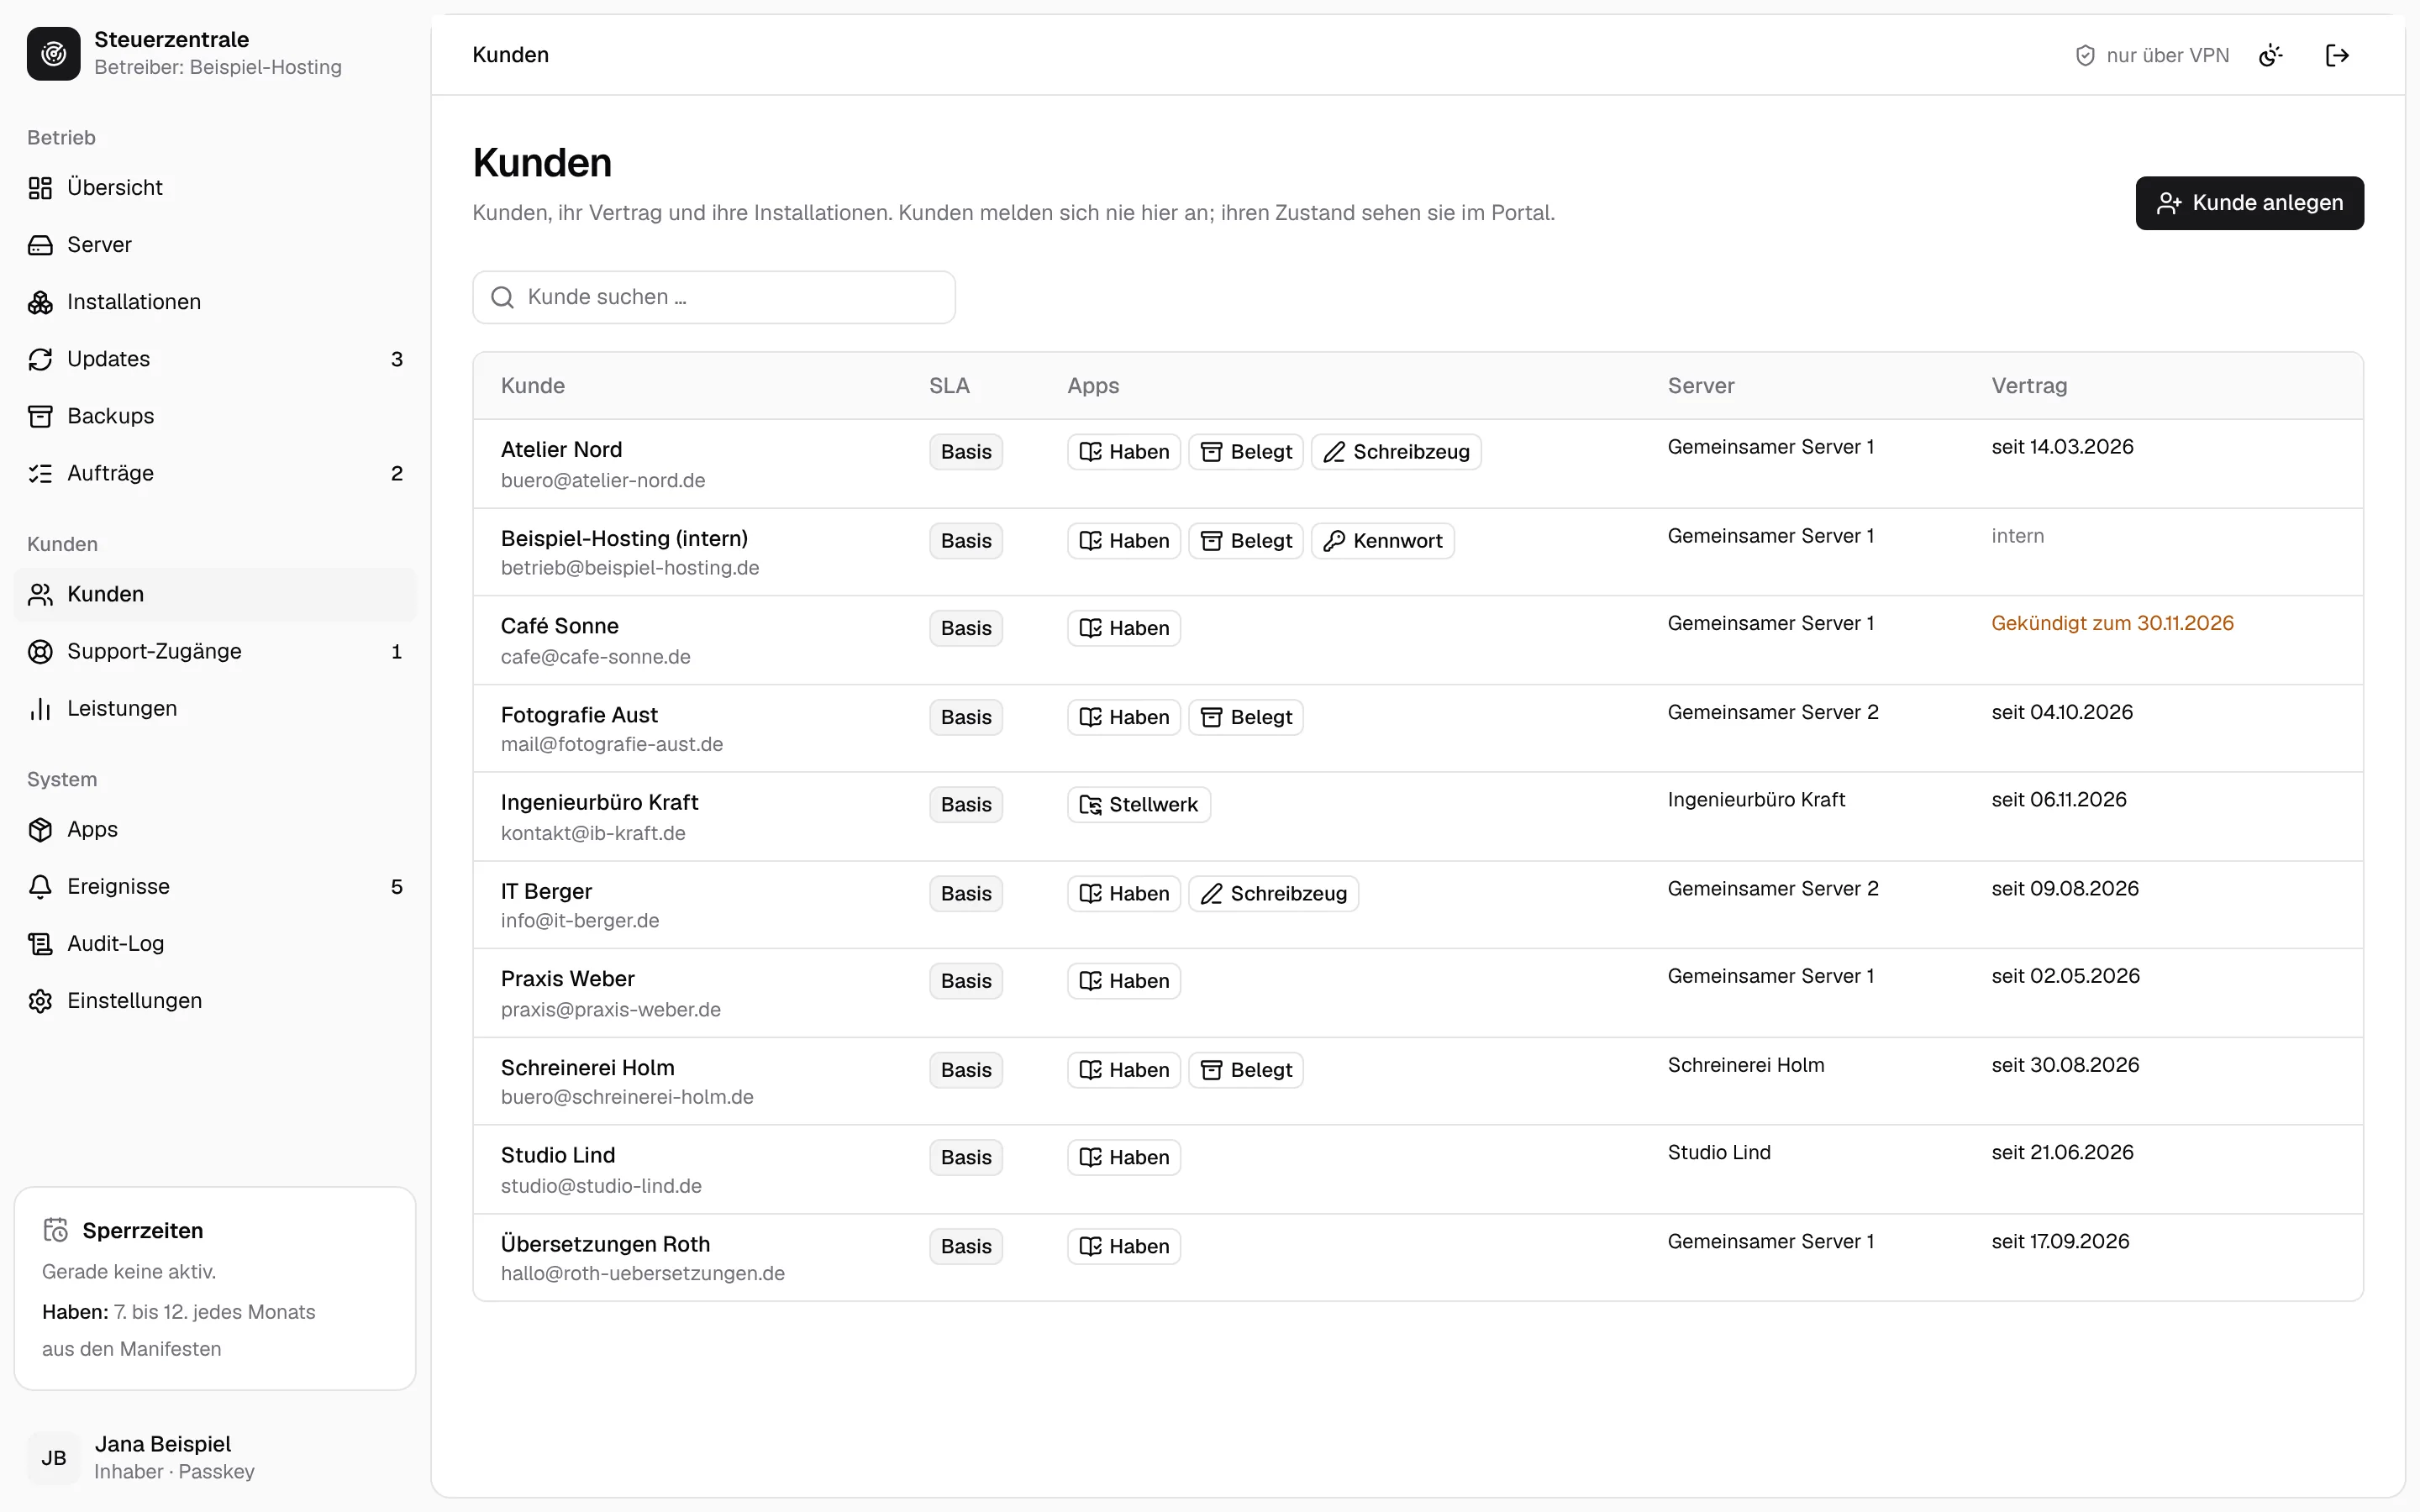 Steuerzentrale
Betreiber: Beispiel-Hosting
Betrieb
Übersicht
Server
Installationen
Updates 3
Backups
Aufträge 2
Kunden
Kunden
Support-Zugänge 1
Leistungen
System
Apps
Ereignisse 5
Audit-Log
Einstellungen
Sperrzeiten
Gerade keine aktiv.
Haben: 7. bis 12. jedes Monats
aus den Manifesten
JB
Jana Beispiel
Inhaber · Passkey
Kunden
nur über VPN
Kunden
Kunden, ihr Vertrag und ihre Installationen. Kunden melden sich nie hier an; ihren Zustand sehen sie im Portal.
Kunde anlegen
Kunde suchen …
Kunde SLA Apps Server Vertrag
Atelier Nord Basis Haben Belegt Schreibzeug Gemeinsamer Server 1 seit 14.03.2026
buero@atelier-nord.de
Beispiel-Hosting (intern) Basis Haben Belegt Kennwort Gemeinsamer Server 1 intern
betrieb@beispiel-hosting.de
Café Sonne Basis Haben Gemeinsamer Server 1 Gekündigt zum 30.11.2026
cafe@cafe-sonne.de
Fotografie Aust Basis Haben Belegt Gemeinsamer Server 2 seit 04.10.2026
mail@fotografie-aust.de
Ingenieurbüro Kraft Basis Stellwerk Ingenieurbüro Kraft seit 06.11.2026
kontakt@ib-kraft.de
IT Berger Basis Haben Schreibzeug Gemeinsamer Server 2 seit 09.08.2026
info@it-berger.de
Praxis Weber Basis Haben Gemeinsamer Server 1 seit 02.05.2026
praxis@praxis-weber.de
Schreinerei Holm Basis Haben Belegt Schreinerei Holm seit 30.08.2026
buero@schreinerei-holm.de
Studio Lind Basis Haben Studio Lind seit 21.06.2026
studio@studio-lind.de
Übersetzungen Roth Basis Haben Gemeinsamer Server 1 seit 17.09.2026
hallo@roth-uebersetzungen.de